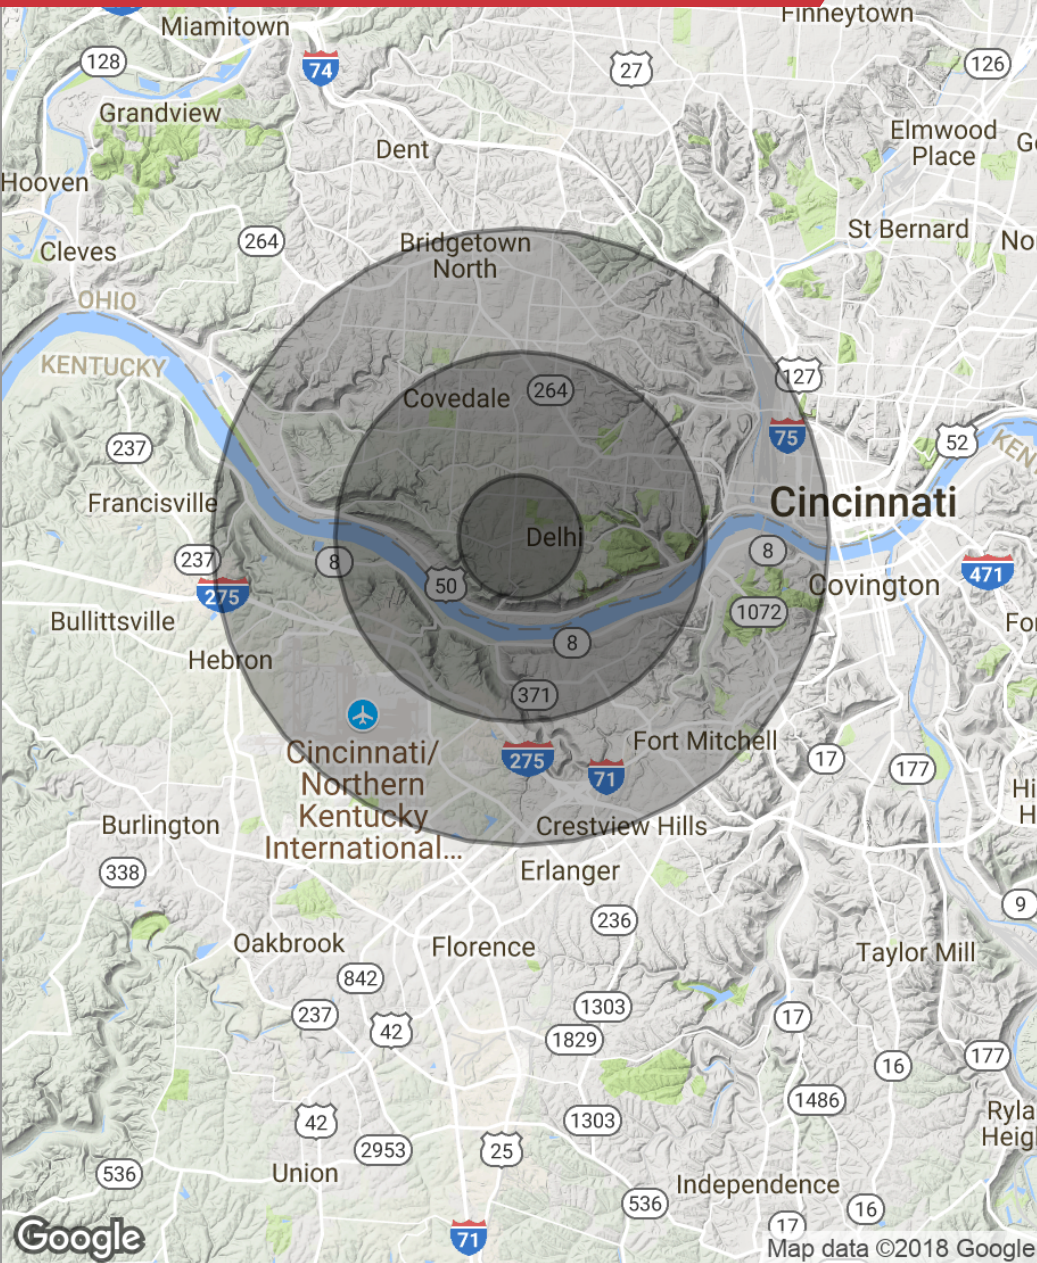 Finneytown
Miamitown
128
74
27
126
Grandview
Elmwood
Place
Dent
Hooven
St Bernard
264
Cleves
Bridgetown
North
OHIO
KENTUCKY
127
Covedale
264
75
237
52
Francisville
Cincinnati
Delhi
8
237
8
50
471
275
Covington
Bullittsville
1072
8
Hebron
371
Cincinnati/
Northern
Kentucky
International...
Fort Mitchell
275
71
17
177
Burlington
Crestview Hills
338
Erlanger
9
236
Oakbrook
Florence
Taylor Mill
842
1303
237
42
1829
17
177
16
1486
42
1303
2953
25
536
Union
Independence
536
16
17
71
Google
Map data ©2018 Google